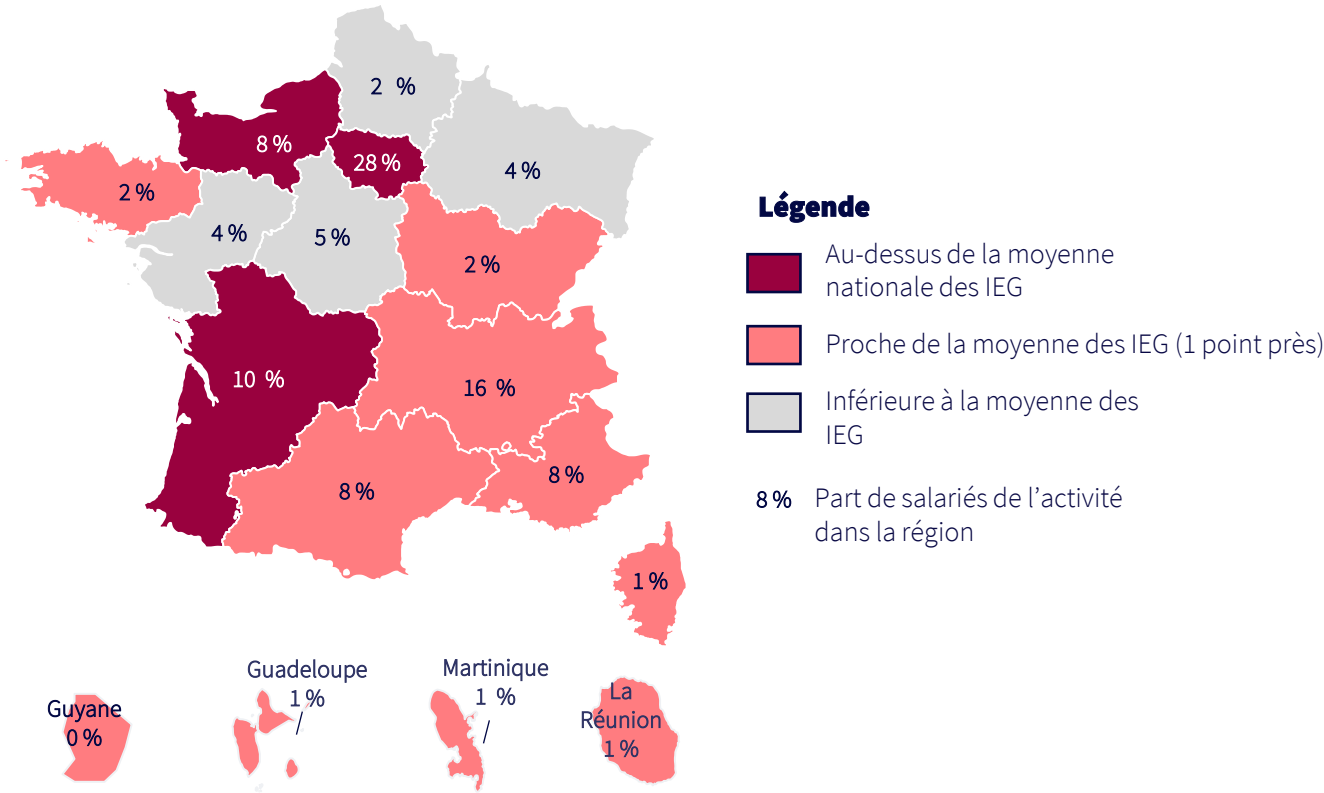 2 %
8 %
28 %
4 %
2 %
4 %
5 %
2 %
10 %
16 %
8 %
8 %
1 %
Guadeloupe
1 %
Martinique
1 %
Guyane
0 %
La
Réunion
1 %
Légende
Au-dessus de la moyenne
nationale des IEG
Proche de la moyenne des IEG (1 point près)
Inférieure à la moyenne des
IEG
8 % Part de salariés de l’activité
dans la région